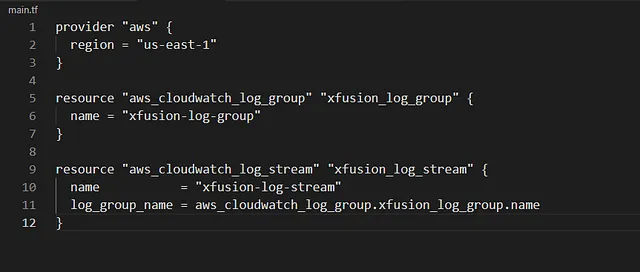 main.tf
1 provider "aws" {
2   region = "us-east-1"
3 }
4
5 resource "aws_cloudwatch_log_group" "xfusion_log_group" {
6   name = "xfusion-log-group"
7 }
8
9 resource "aws_cloudwatch_log_stream" "xfusion_log_stream" {
10   name           = "xfusion-log-stream"
11   log_group_name = aws_cloudwatch_log_group.xfusion_log_group.name
12 }